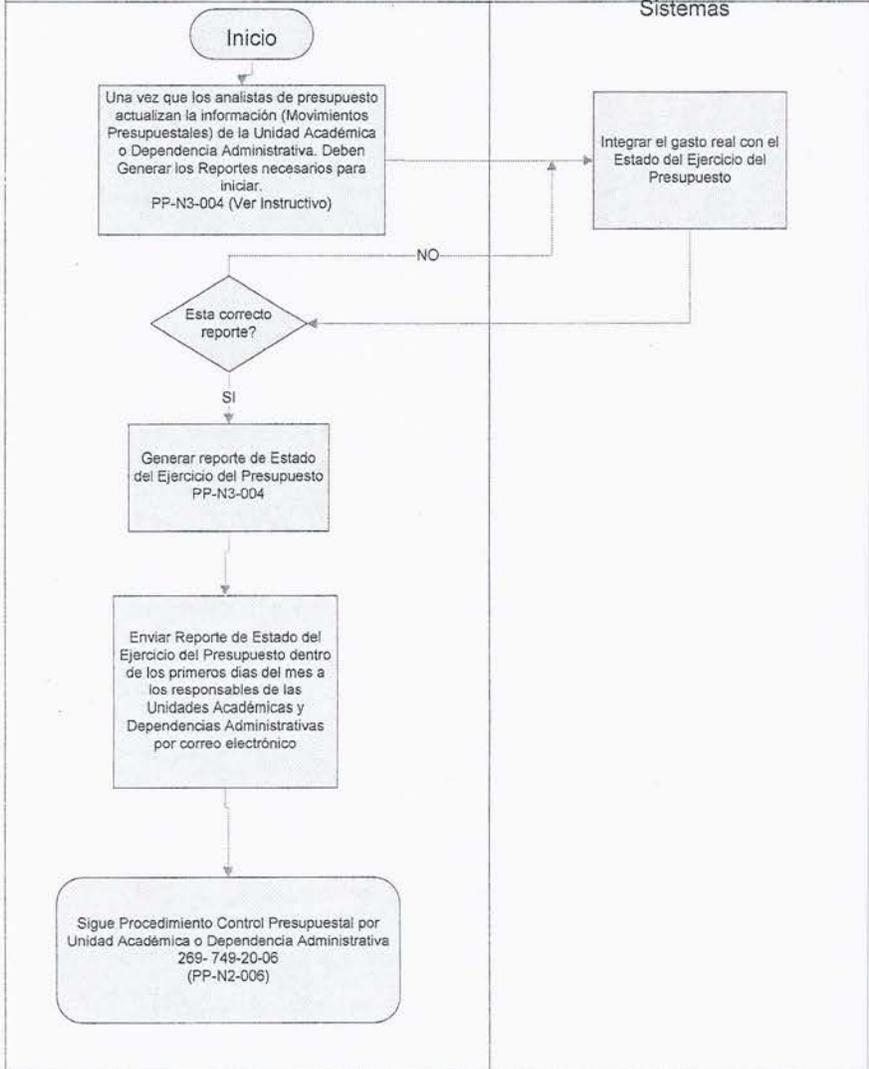 Sistemas
Inicio
Una vez que los analistas de presupuesto
actualizan la información (Movimientos
Presupuestales) de la Unidad Académica
o Dependencia Administrativa. Deben
Generar los Reportes necesarios para
iniciar.
PP-N3-004 (Ver Instructivo)
Integrar el gasto real con el
Estado del Ejercicio del
Presupuesto
NO
Esta correcto
reporte?
SI
Generar reporte de Estado
del Ejercicio del Presupuesto
PP-N3-004
Enviar Reporte de Estado del
Ejercicio del Presupuesto dentro
de los primeros dias del mes a
los responsables de las
Unidades Académicas y
Dependencias Administrativas
por correo electrónico
Sigue Procedimiento Control Presupuestal por
Unidad Académica o Dependencia Administrativa
269- 749-20-06
(PP-N2-006)